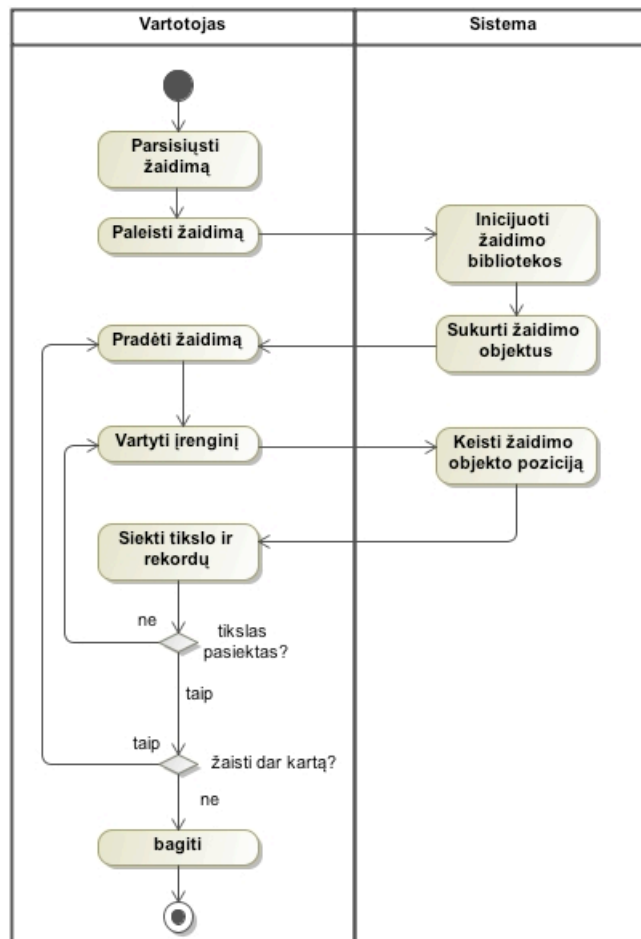 Vartotojas
Sistema
Parsisiųsti
žaidimą
Paleisti žaidimą
Inicijuoti
žaidimo
bibliotekos
Sukurti žaidimo
objektus
Pradėti žaidimą
Vartyti įrenginį
Keisti žaidimo
objekto poziciją
Siekti tikslo ir
rekordų
ne
tikslas
pasiektas?
taip
taip
žaisti dar kartą?
ne
bagiti